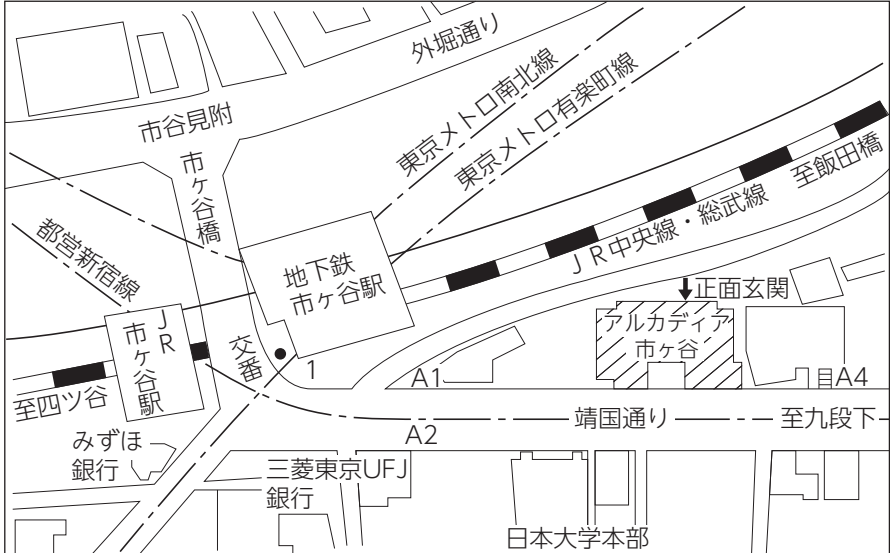 外堀通り
市谷見附
東京メトロ南北線
東京メトロ有楽町線
市ヶ谷橋
至飯田橋
JR中央線・総武線
都営新宿線
地下鉄
市ヶ谷駅
正面玄関
アルカディア
市ヶ谷
JR
市ヶ谷駅
交番
1
A1
A4
至四ツ谷
A2
靖国通り
至九段下
みずほ
銀行
三菱東京UFJ
銀行
日本大学本部